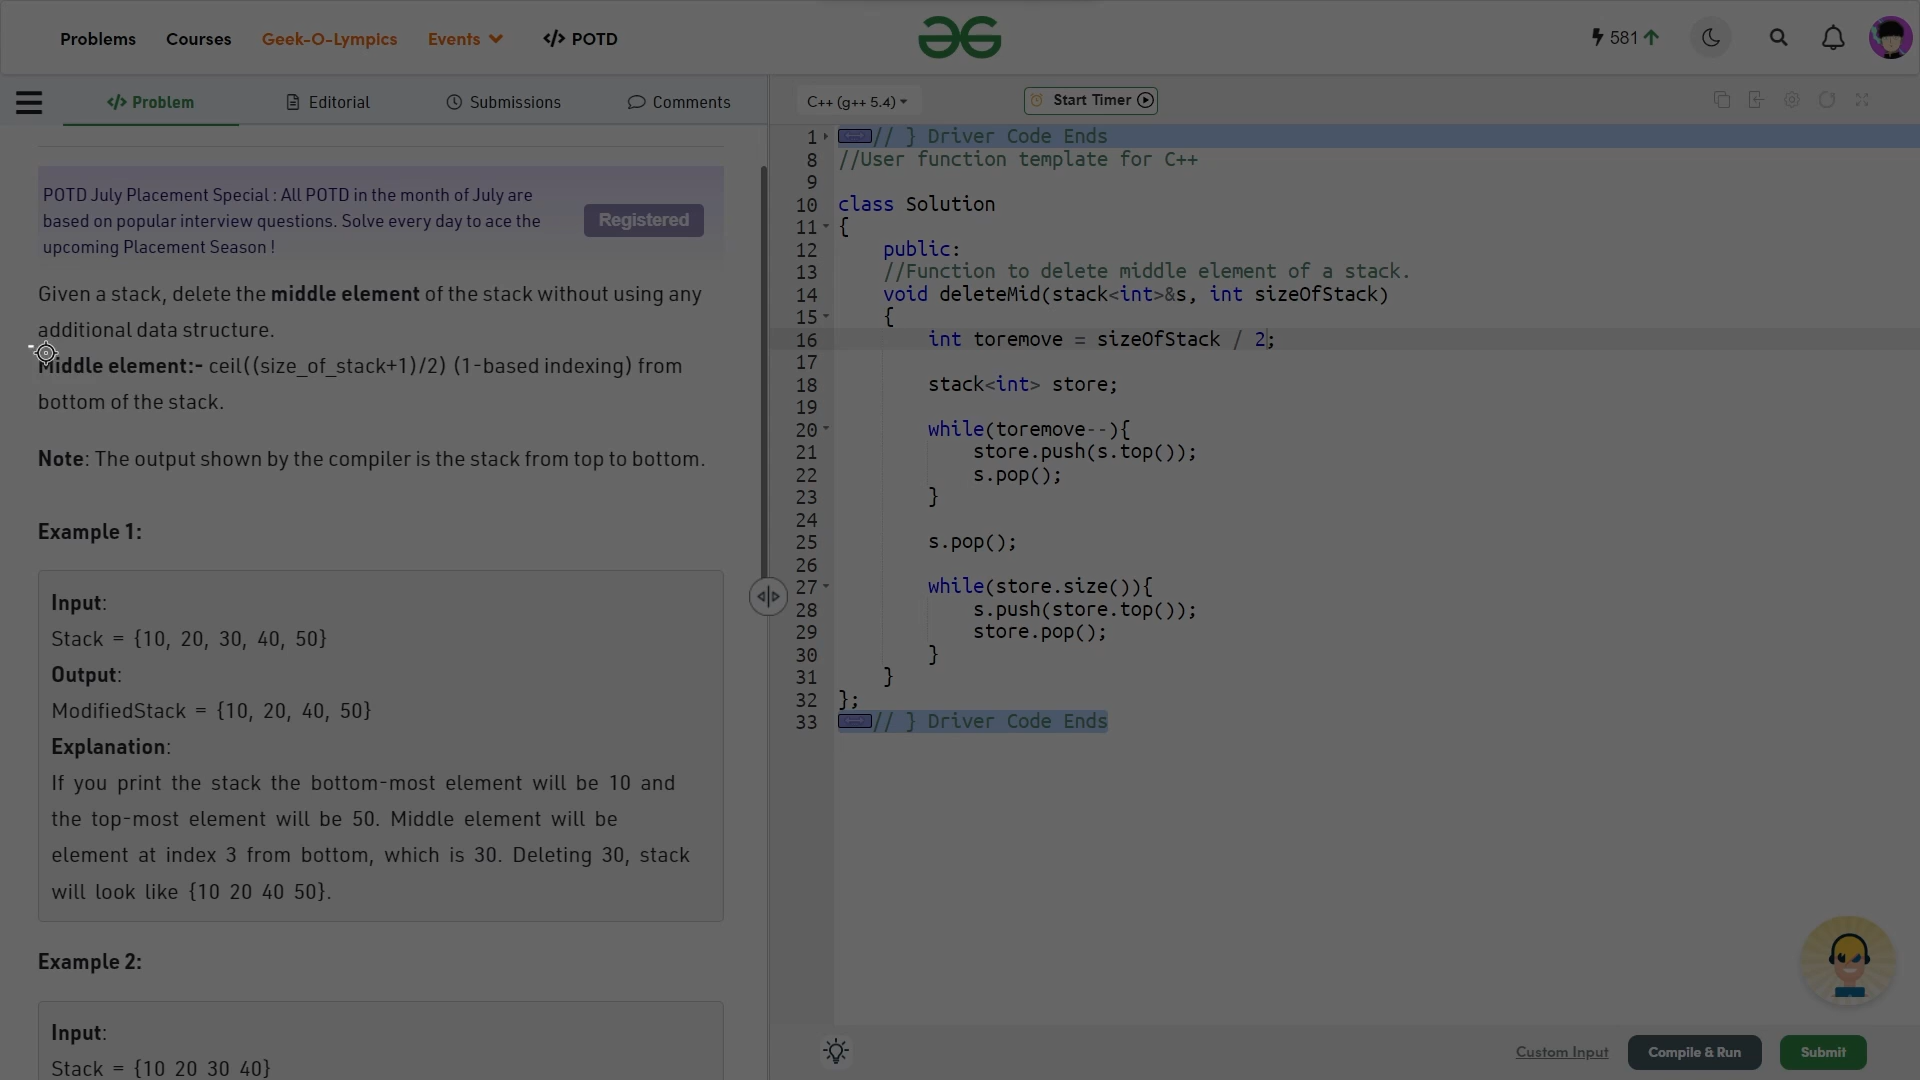 Problems Courses Geek-O-Lympics Events </> POTD 581
</> Problem Editorial Submissions Comments
POTD July Placement Special : All POTD in the month of July are
based on popular interview questions. Solve every day to ace the
upcoming Placement Season !
Registered
Given a stack, delete the middle element of the stack without using any
additional data structure.
Middle element:- ceil((size_of_stack+1)/2) (1-based indexing) from
bottom of the stack.
Note: The output shown by the compiler is the stack from top to bottom.
Example 1:
Input:
Stack = {10, 20, 30, 40, 50}
Output:
ModifiedStack = {10, 20, 40, 50}
Explanation:
If you print the stack the bottom-most element will be 10 and
the top-most element will be 50. Middle element will be
element at index 3 from bottom, which is 30. Deleting 30, stack
will look like {10 20 40 50}.
Example 2:
Input:
Stack = {10 20 30 40}
C++ (g++ 5.4) Start Timer
1 // } Driver Code Ends
8 //User function template for C++
9
10 class Solution
11 {
12 public:
13 //Function to delete middle element of a stack.
14 void deleteMid(stack<int>&s, int sizeOfStack)
15 {
16 int toremove = sizeOfStack / 2;
17
18 stack<int> store;
19
20 while(toremove--){
21 store.push(s.top());
22 s.pop();
23 }
24
25 s.pop();
26
27 while(store.size()){
28 s.push(store.top());
29 store.pop();
30 }
31 }
32 };
33 // } Driver Code Ends
Custom Input Compile & Run Submit